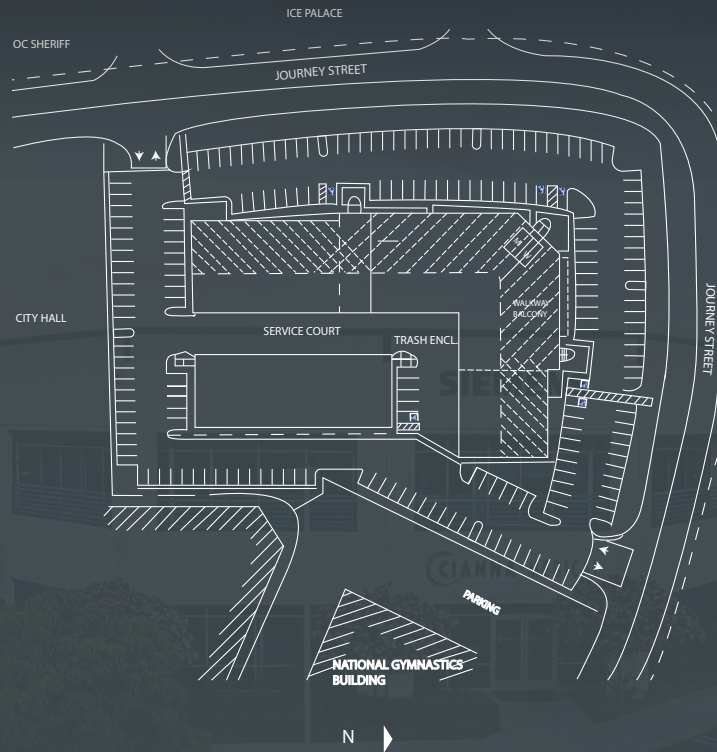 ICE PALACE
OC SHERIFF
JOURNEY STREET
CITY HALL
SERVICE COURT
TRASH ENCL.
WALKWAY
BALCONY
JOURNEY STREET
PARKING
NATIONAL GYMNASTICS
BUILDING
N